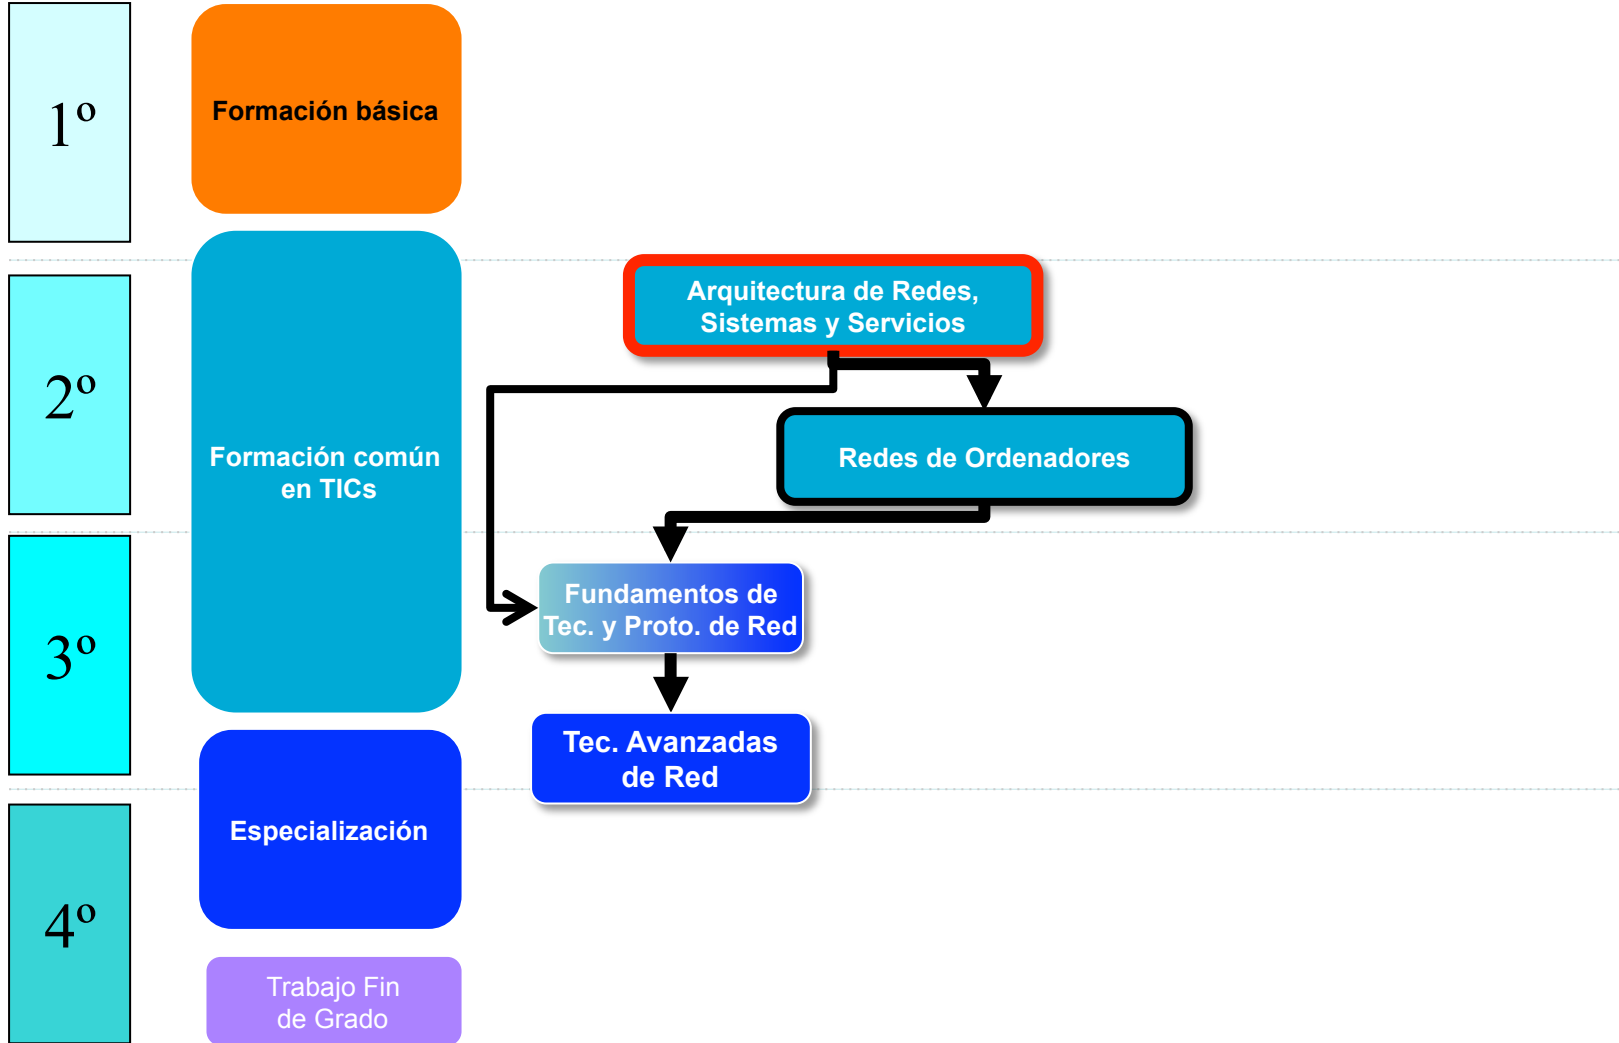 1º
Formación básica
2º
Formación común
en TICs
Arquitectura de Redes,
Sistemas y Servicios
Redes de Ordenadores
3º
Fundamentos de
Tec. y Proto. de Red
Tec. Avanzadas
de Red
Especialización
4º
Trabajo Fin
de Grado